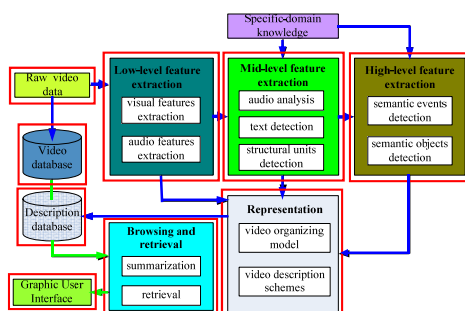 Specific-domain
knowledge
Raw video
data
Low-level feature
extraction
visual features
extraction
audio features
extraction
Mid-level feature
extraction
audio analysis
text detection
structural units
detection
High-level feature
extraction
semantic events
detection
semantic objects
detection
Video
database
Description
database
Browsing and
retrieval
summarization
retrieval
Representation
video organizing
model
video description
schemes
Graphic User
Interface